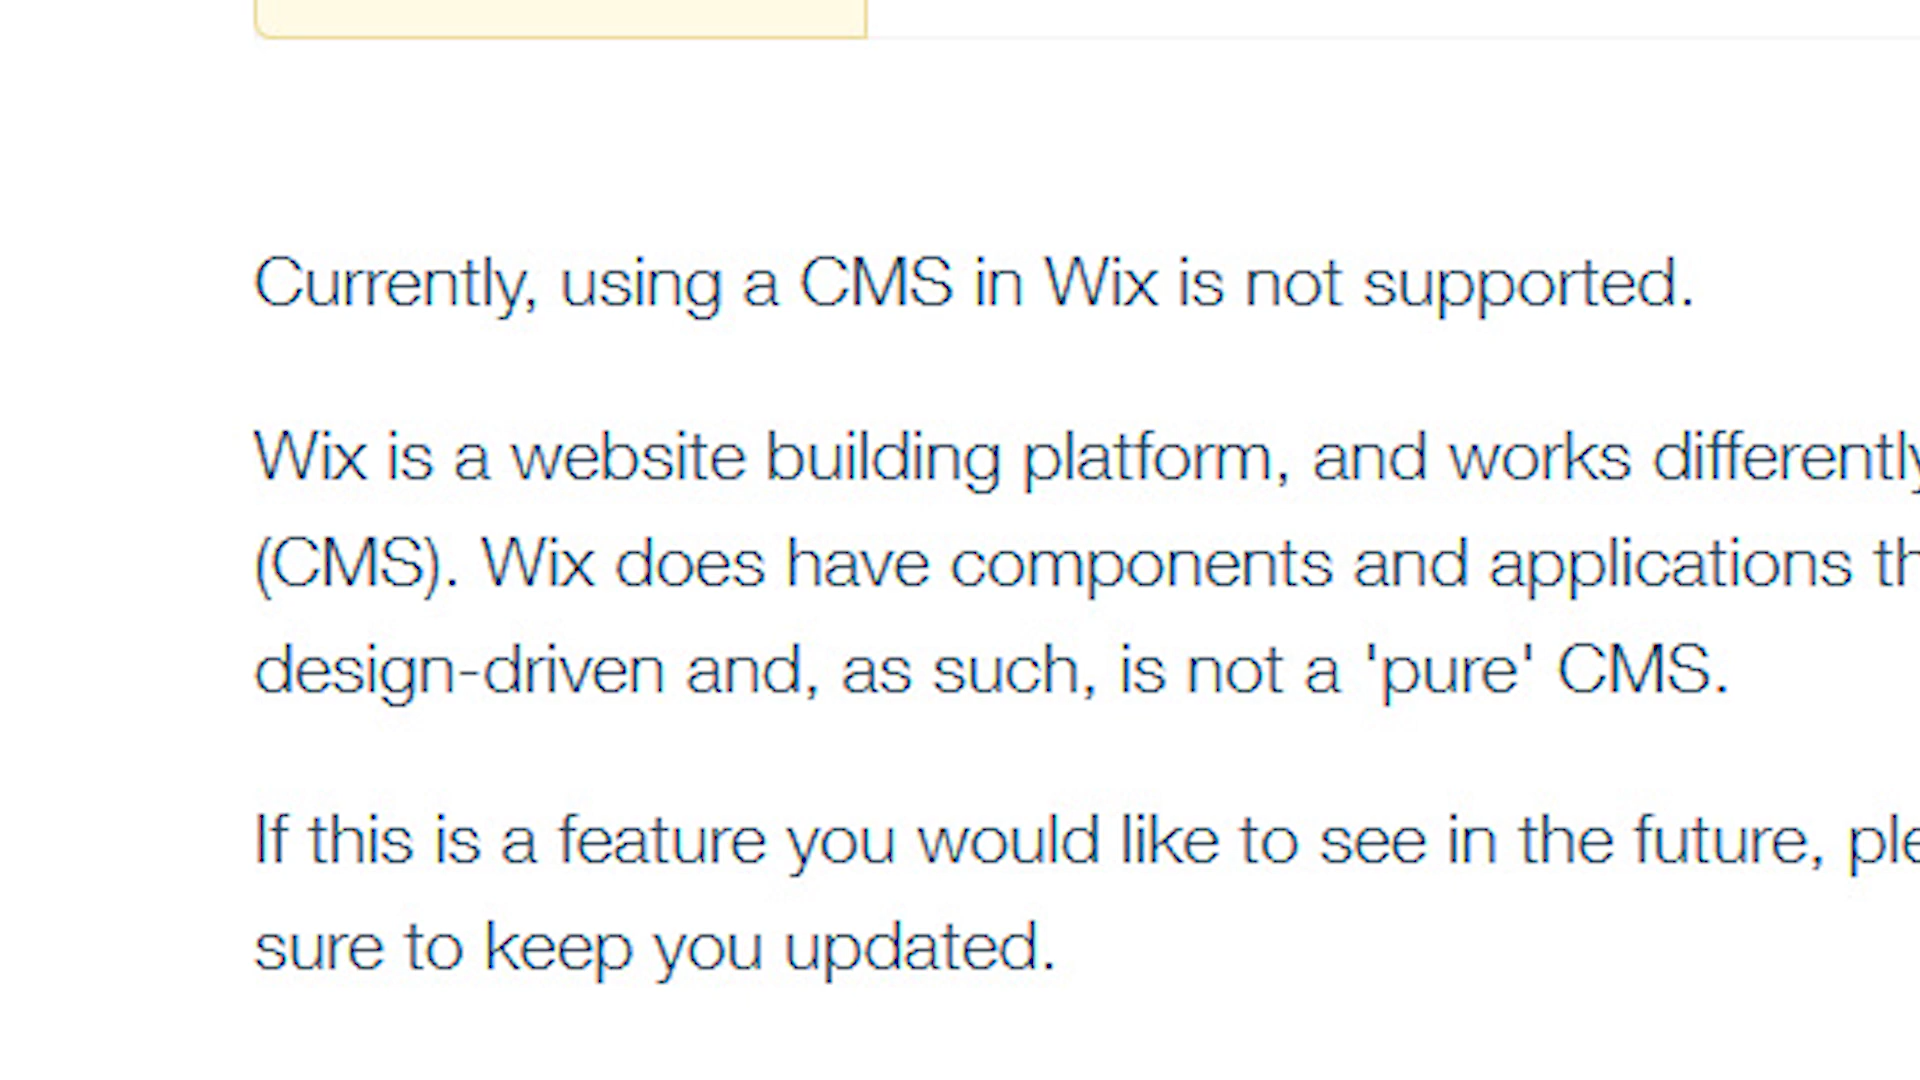 Currently, using a CMS in Wix is not supported.
Wix is a website building platform, and works differently
(CMS). Wix does have components and applications th
design-driven and, as such, is not a 'pure' CMS.
If this is a feature you would like to see in the future, ple
sure to keep you updated.